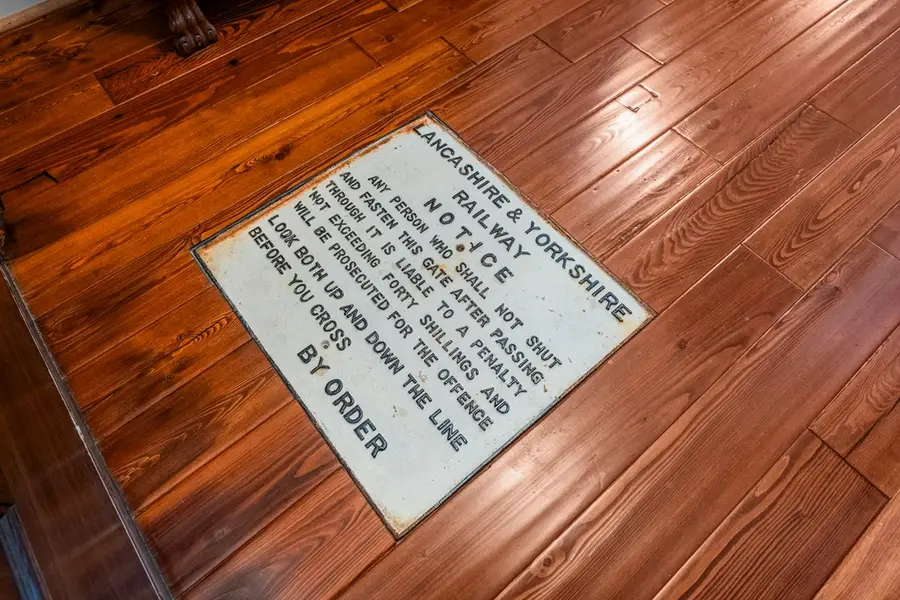 LANCASHIRE & YORKSHIRE
RAILWAY
NOTICE
ANY PERSON WHO SHALL NOT SHUT
AND FASTEN THIS GATE AFTER PASSING
THROUGH IT IS LIABLE TO A PENALTY
NOT EXCEEDING FORTY SHILLINGS AND
WILL BE PROSECUTED FOR THE OFFENCE
LOOK BOTH UP AND DOWN THE LINE
BEFORE YOU CROSS
BY ORDER